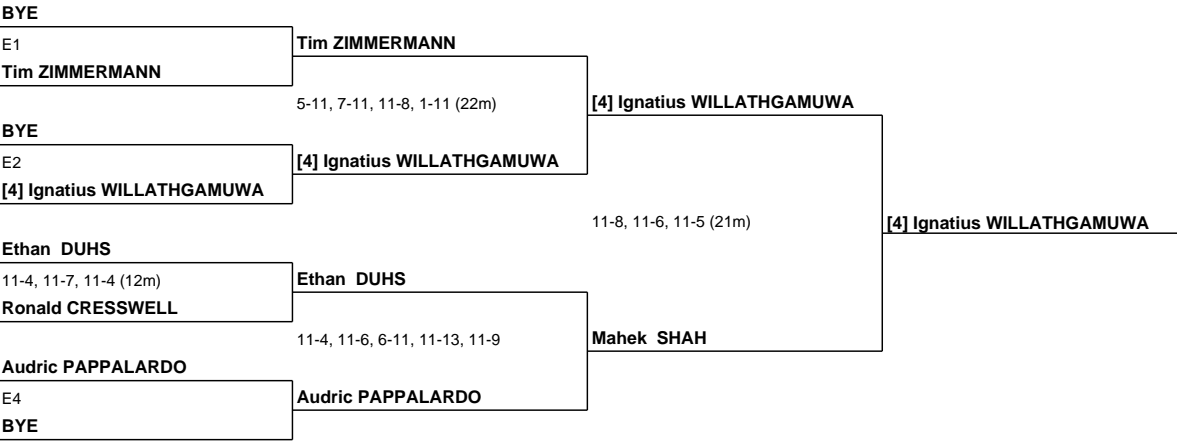 BYE
E1
Tim ZIMMERMANN
BYE
E2
[4] Ignatius WILLATHGAMUWA
Ethan DUHS
11-4, 11-7, 11-4 (12m)
Ronald CRESSWELL
Audric PAPPALARDO
E4
BYE
Tim ZIMMERMANN
5-11, 7-11, 11-8, 1-11 (22m)
[4] Ignatius WILLATHGAMUWA
Ethan DUHS
11-4, 11-6, 6-11, 11-13, 11-9
Audric PAPPALARDO
[4] Ignatius WILLATHGAMUWA
11-8, 11-6, 11-5 (21m)
Mahek SHAH
[4] Ignatius WILLATHGAMUWA